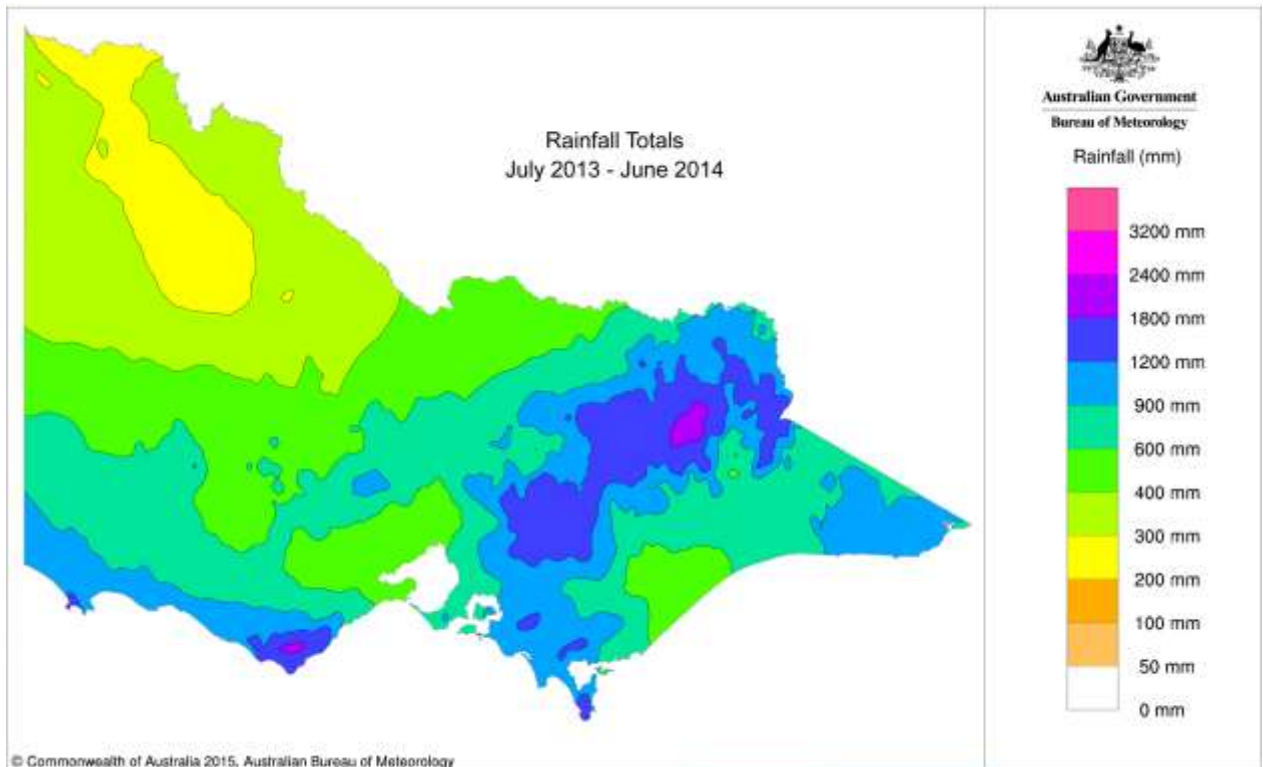 Rainfall Totals
July 2013 - June 2014
Australian Government
Bureau of Meteorology
Rainfall (mm)
3200 mm
2400 mm
1800 mm
1200 mm
900 mm
600 mm
400 mm
300 mm
200 mm
100 mm
50 mm
0 mm
© Commonwealth of Australia 2015, Australian Bureau of Meteorology